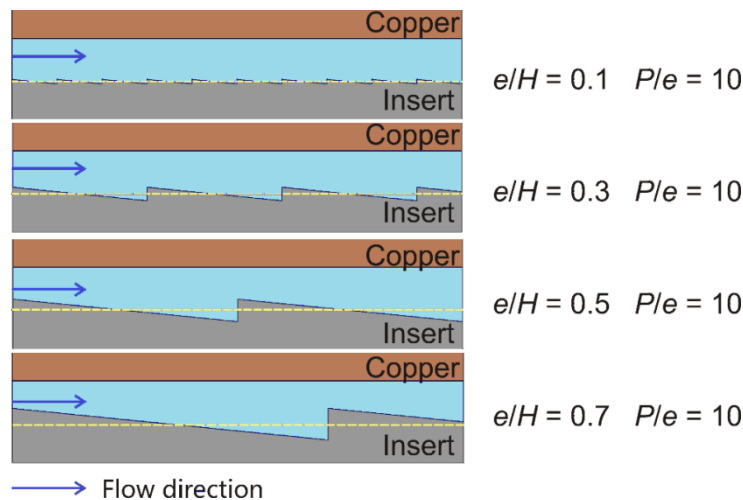 Copper
e/H = 0.1 P/e = 10
Insert
Copper
e/H = 0.3 P/e = 10
Insert
Copper
e/H = 0.5 P/e = 10
Insert
Copper
e/H = 0.7 P/e = 10
Insert
Flow direction